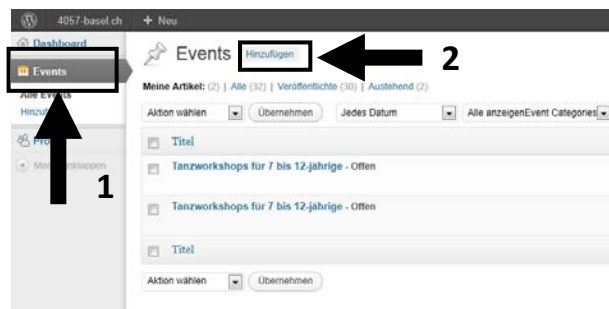 4057-basel.ch + Neu
Dashboard
Events
Alle Events
Events Hinzufügen
2
Meine Artikel: (2) | Alle (32) | Veröffentlichte (30) | Austehend (2)
Aktion wählen Übernehmen Jedes Datum Alle anzeigenEvent Categories
Titel
Tanzworkshops für 7 bis 12-jährige - Offen
1
Tanzworkshops für 7 bis 12-jährige - Offen
Titel
Aktion wählen Übernehmen